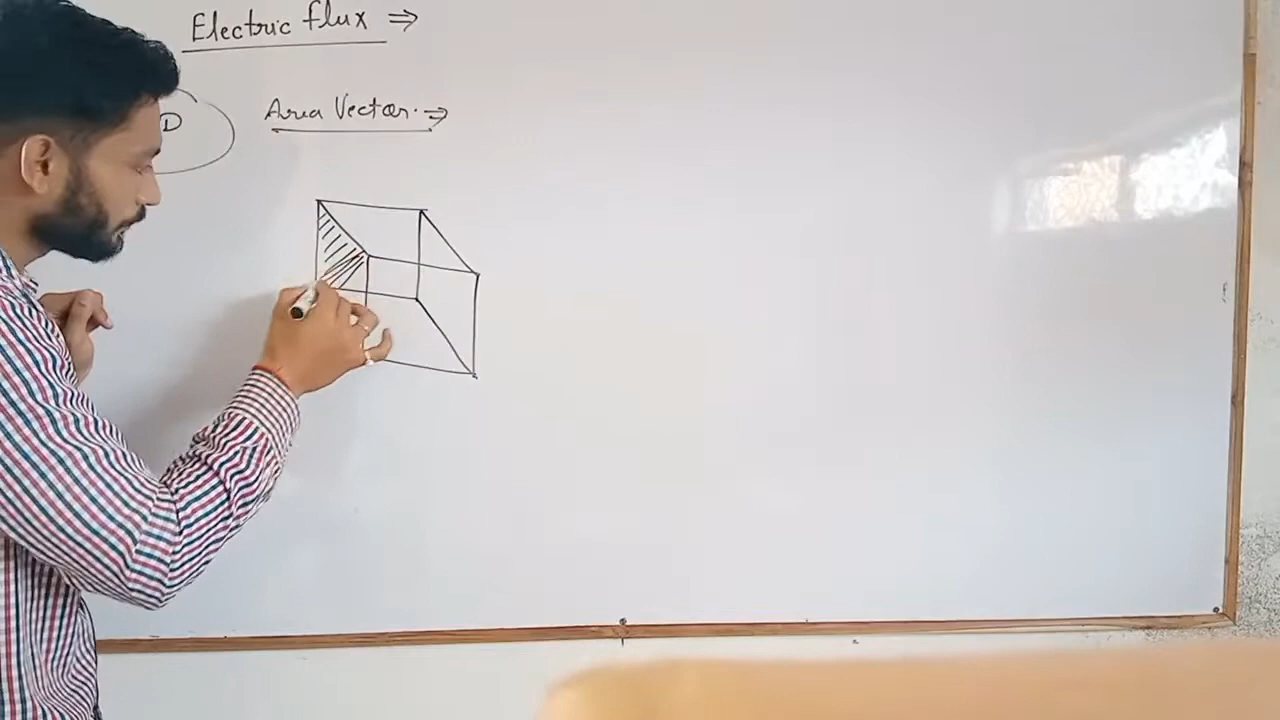 Electric flux ⇒
Area Vector. ⇒